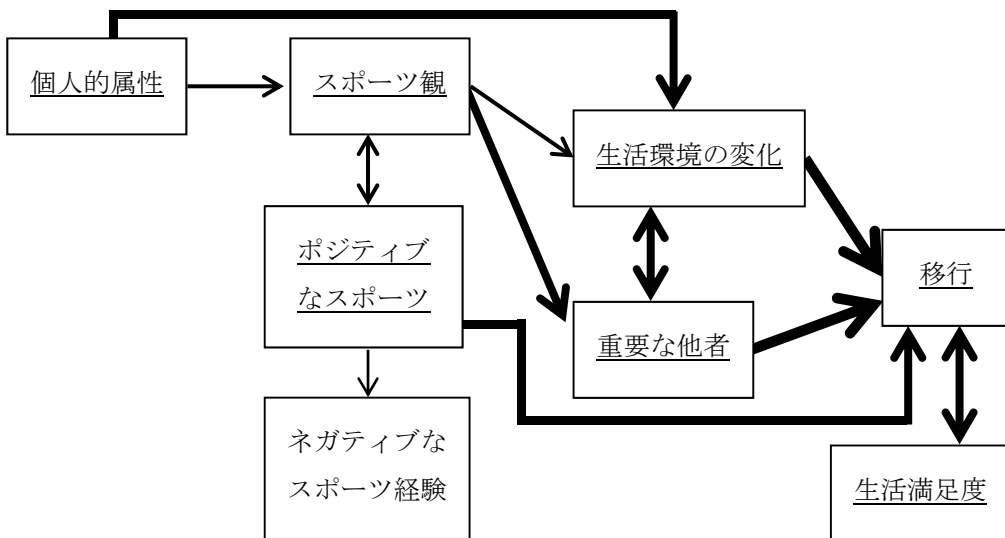 個人的属性
スポーツ観
生活環境の変化
ポジティブ
なスポーツ
移行
重要な他者
ネガティブな
スポーツ経験
生活満足度